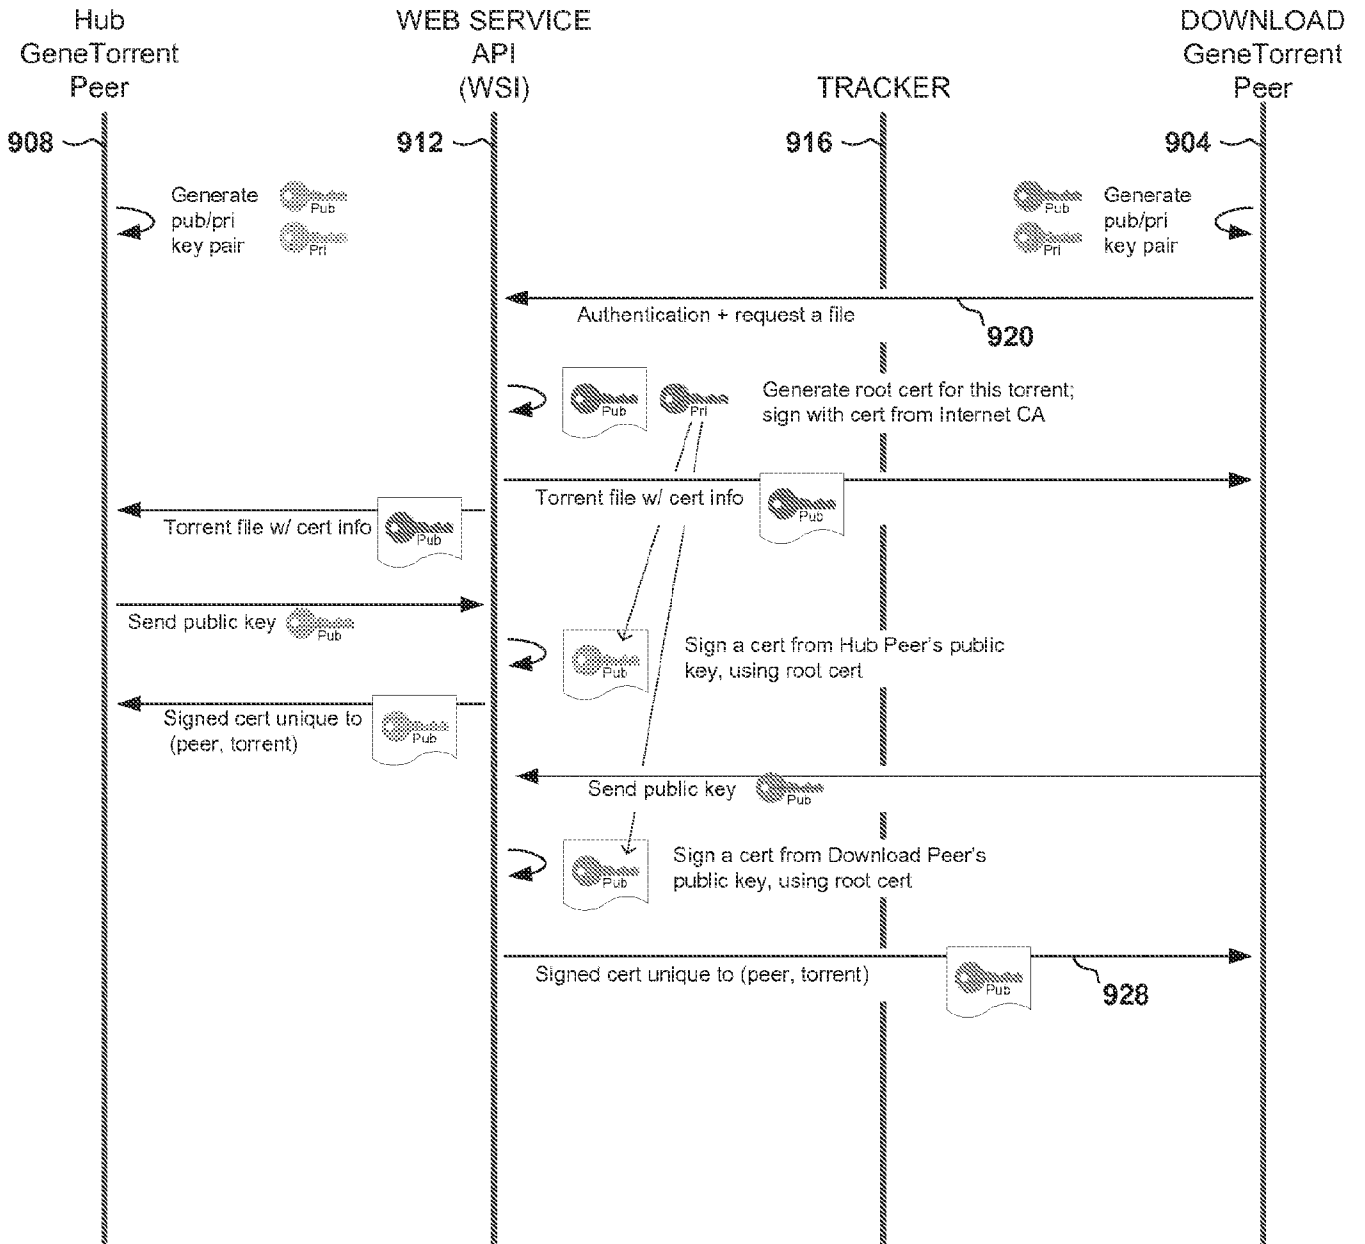 Hub
GeneTorrent
Peer
WEB SERVICE
API
(WSI)
TRACKER
DOWNLOAD
GeneTorrent
Peer
908
912
916
904
Generate
pub/pri
key pair
Pub
Pri
Pub
Pri
Generate
pub/pri
key pair
Authentication + request a file
920
Pub
Pri
Generate root cert for this torrent;
sign with cert from Internet CA
Torrent file w/ cert info
Pub
Torrent file w/ cert info
Pub
Send public key
Pub
Pub
Sign a cert from Hub Peer's public
key, using root cert
Signed cert unique to
(peer, torrent)
Pub
Send public key
Pub
Pub
Sign a cert from Download Peer's
public key, using root cert
Signed cert unique to (peer, torrent)
Pub
928